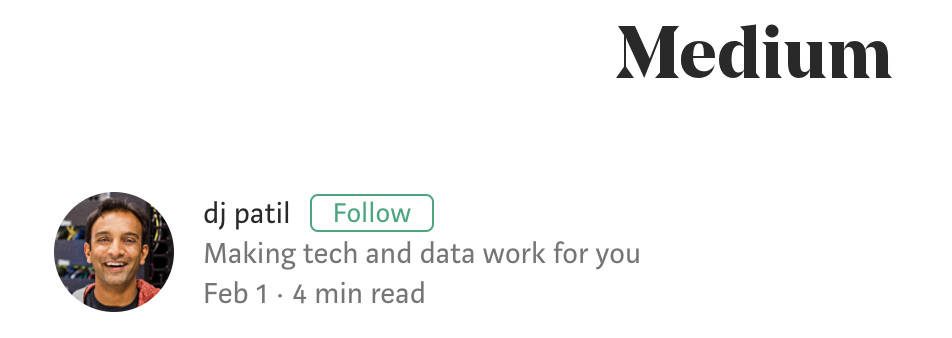 Medium
dj patil Follow
Making tech and data work for you
Feb 1 · 4 min read